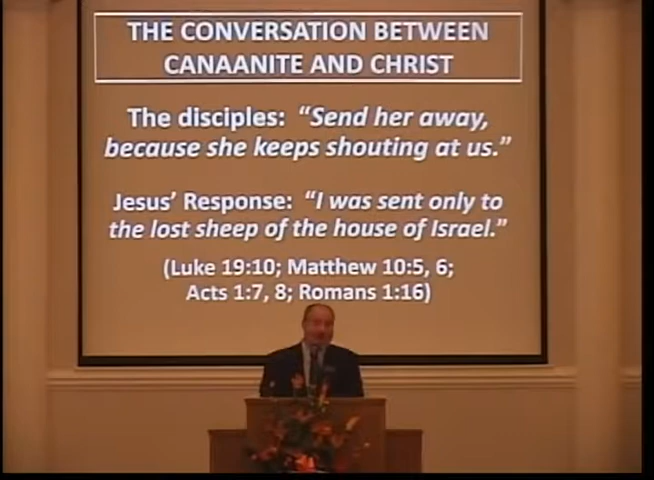 THE CONVERSATION BETWEEN
CANAANITE AND CHRIST
The disciples: “Send her away,
because she keeps shouting at us.”
Jesus’ Response: “I was sent only to
the lost sheep of the house of Israel.”
(Luke 19:10; Matthew 10:5, 6;
Acts 1:7, 8; Romans 1:16)